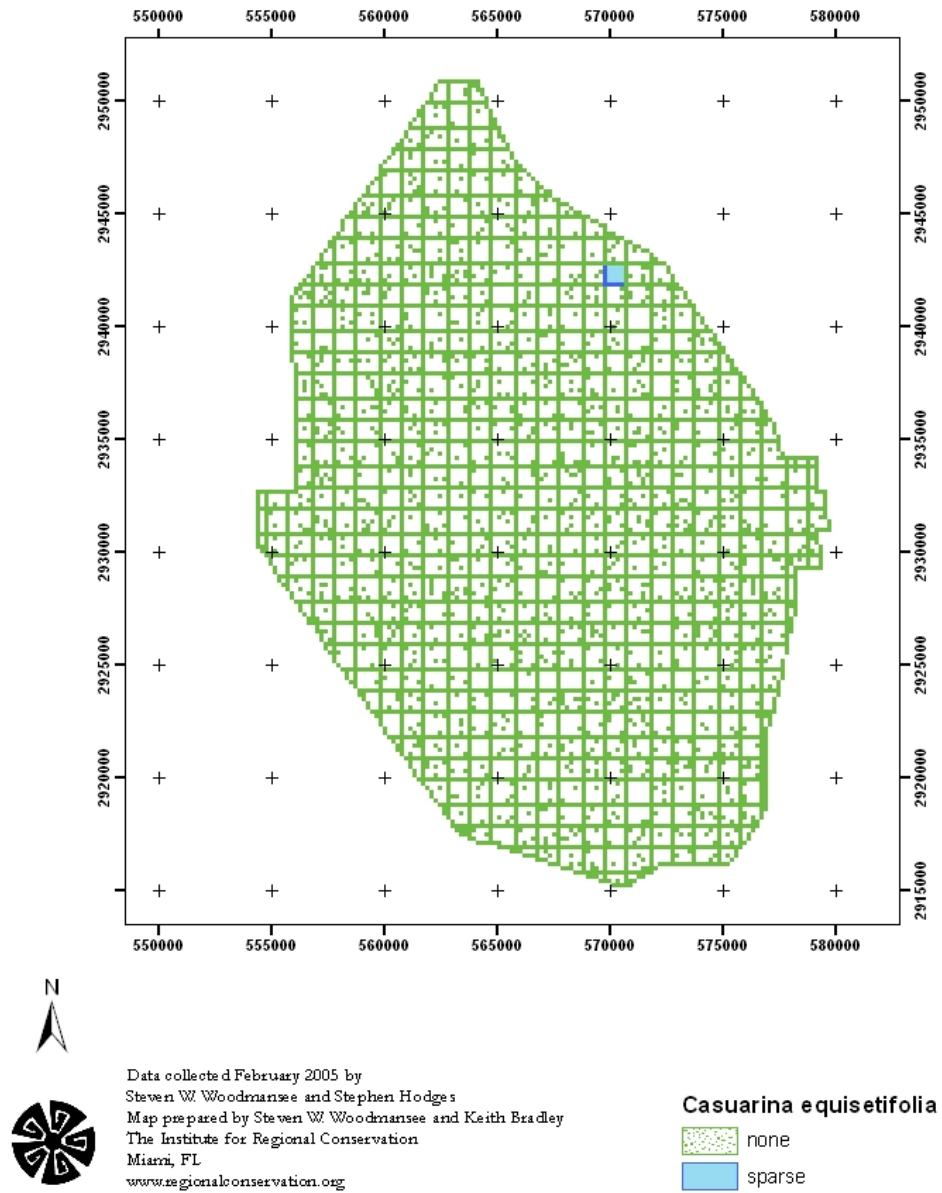 550000 555000 560000 565000 570000 575000 580000
2950000 2950000
2945000 2945000
2940000 2940000
2935000 2935000
2930000 2930000
2925000 2925000
2920000 2920000
2915000
550000 555000 560000 565000 570000 575000 580000
N
Data collected February 2005 by
Steven W. Woodmansee and Stephen Hodges
Map prepared by Steven W. Woodmansee and Keith Bradley
The Institute for Regional Conservation
Miami, FL
www.regionalconservation.org
Casuarina equisetifolia
none
sparse